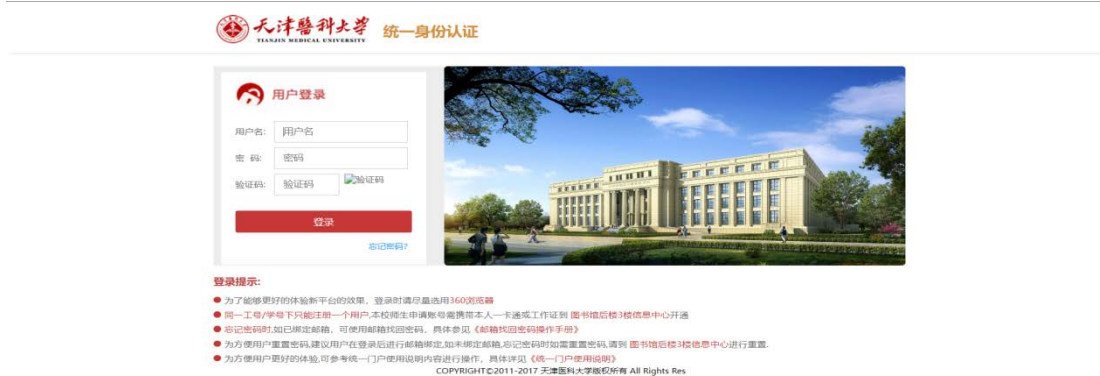 天津醫科大学 统一身份认证
TIANJIN MEDICAL UNIVERSITY
用户登录
用户名: 用户名
密 码: 密码
验证码: 验证码 验证码
登录
忘记密码?
登录提示:
为了能够更好的体验新平台的效果，登录时请尽量选用360浏览器
同一工号/学号下只能注册一个用户,本校师生申请账号需携带本人一卡通或工作证到 图书馆后楼3楼信息中心开通
忘记密码时,如已绑定邮箱，可使用邮箱找回密码，具体参见《邮箱找回密码操作手册》
为方便用户重置密码,建议用户在登录后进行邮箱绑定,如未绑定邮箱,忘记密码时如需重置密码,请到 图书馆后楼3楼信息中心进行重置.
为方便用户更好的体验,可参考统一门户使用说明内容进行操作，具体详见《统一门户使用说明》
COPYRIGHT©2011-2017 天津医科大学版权所有 All Rights Res